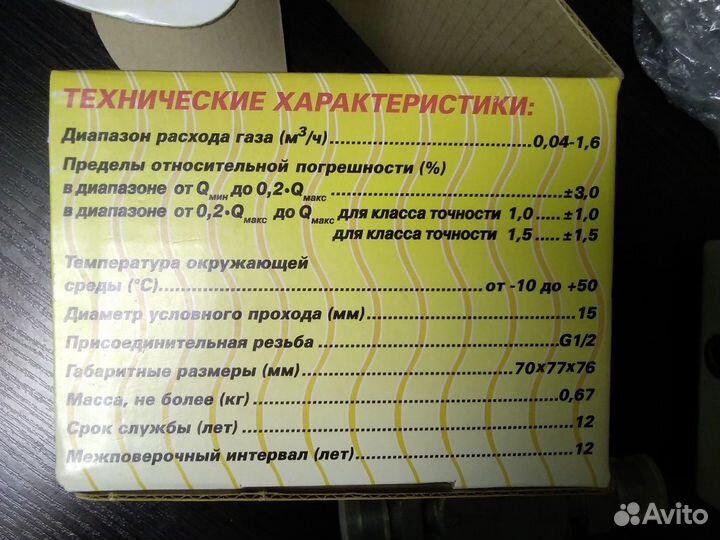 ТЕХНИЧЕСКИЕ ХАРАКТЕРИСТИКИ:
Диапазон расхода газа (м³/ч)....................................0,04-1,6
Пределы относительной погрешности (%)
в диапазоне от Qмин до 0,2•Qмакс ....................................±3,0
в диапазоне от 0,2•Qмакс до Qмакс для класса точности 1,0 .....±1,0
для класса точности 1,5 .....±1,5
Температура окружающей
среды (°С)....................................................от -10 до +50
Диаметр условного прохода (мм)....................................15
Присоединительная резьба ....................................G1/2
Габаритные размеры (мм) ..............................70х77х76
Масса, не более (кг) ..............................................0,67
Срок службы (лет) ..................................................12
Межповерочный интервал (лет)....................................12
Avito